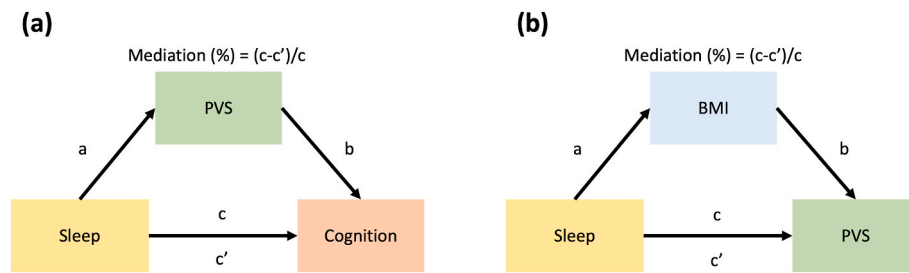 (a)
Mediation (%) = (c-c’)/c
PVS
a
b
Sleep
c
c’
Cognition
(b)
Mediation (%) = (c-c’)/c
BMI
a
b
Sleep
c
c’
PVS